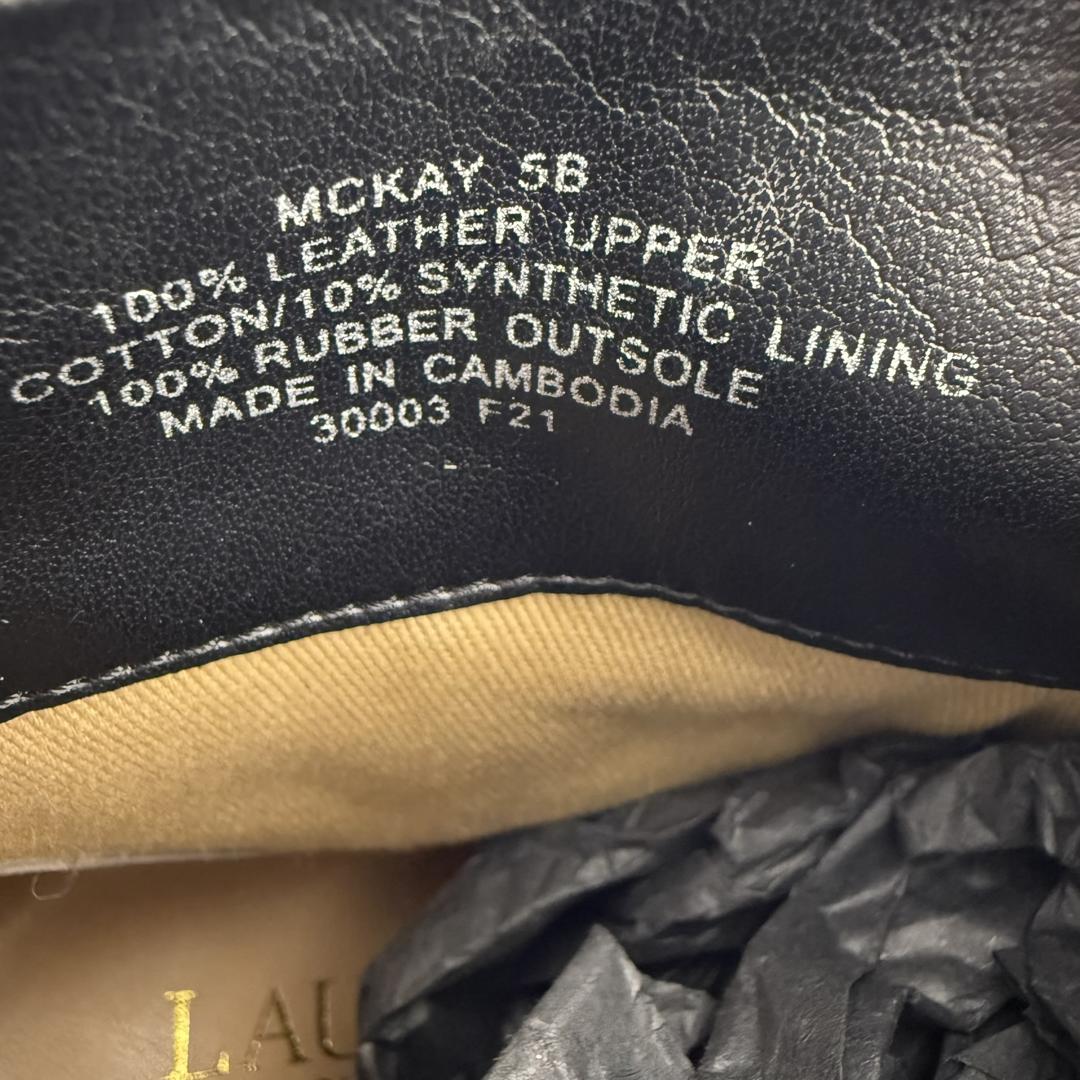 MCKAY 5B
100% LEATHER UPPER
COTTON/10% SYNTHETIC LINING
100% RUBBER OUTSOLE
MADE IN CAMBODIA
30003 F21
LAU